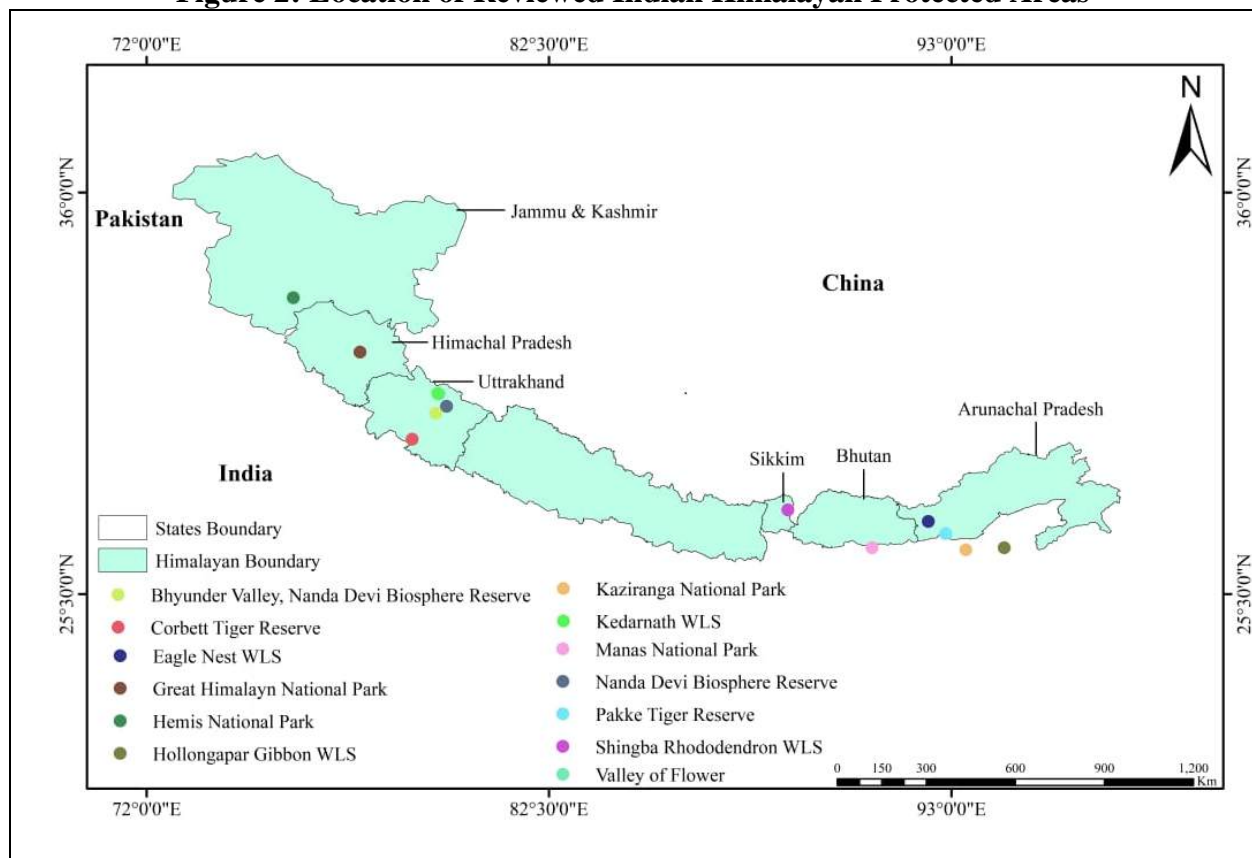 Figure 2: Location of Reviewed Indian Himalayan Protected Areas
72°0'0"E 82°30'0"E 93°0'0"E
N
36°0'0"N 36°0'0"N
Pakistan
Jammu & Kashmir
China
Himachal Pradesh
Uttrakhand
Arunachal Pradesh
Sikkim
Bhutan
India
States Boundary
Himalayan Boundary
25°30'0"N 25°30'0"N
Bhyunder Valley, Nanda Devi Biosphere Reserve
Corbett Tiger Reserve
Eagle Nest WLS
Great Himalayn National Park
Hemis National Park
Hollongapar Gibbon WLS
Kaziranga National Park
Kedarnath WLS
Manas National Park
Nanda Devi Biosphere Reserve
Pakke Tiger Reserve
Shingba Rhododendron WLS
Valley of Flower
0 150 300 600 900 1,200
Km
72°0'0"E 82°30'0"E 93°0'0"E